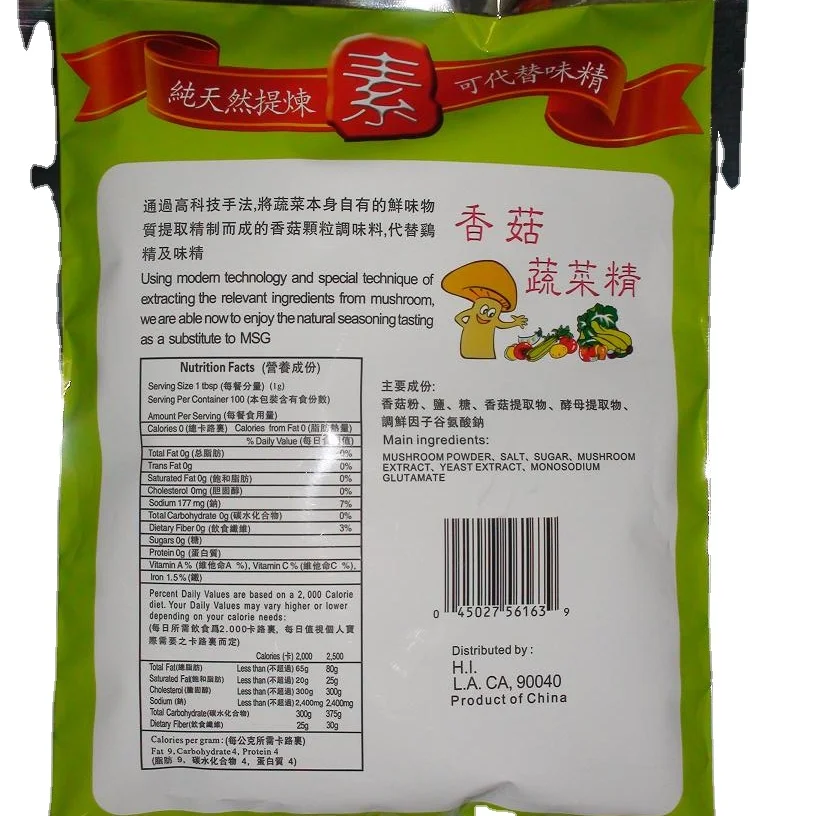 純天然提煉
素
可代替味精
通過高科技手法,將蔬菜本身自有的鮮味物
質提取精制而成的香菇顆粒調味料,代替鷄
精及味精
Using modern technology and special technique of
extracting the relevant ingredients from mushroom,
we are able now to enjoy the natural seasoning tasting
as a substitute to MSG
香菇
蔬菜精
Nutrition Facts (營養成份)
Serving Size 1 tbsp (每餐分量) (1g)
Serving Per Container 100 (本包裝含有食份數)
Amount Per Serving (每餐食用量)
Calories 0 (總卡路裏) Calories from Fat 0 (脂肪熱量)
% Daily Value (每日值)
Total Fat 0g (总脂肪) 0%
Trans Fat 0g 0%
Saturated Fat 0g (飽和脂肪) 0%
Cholesterol 0mg (胆固醇) 0%
Sodium 177 mg (鈉) 7%
Total Carbohydrate 0g (碳水化合物) 0%
Dietary Fiber 0g (飲食纖維) 3%
Sugars 0g (糖)
Protein 0g (蛋白質)
Vitamin A % (維他命A %), Vitamin C % (維他命C %),
Iron 1.5% (鐵)
Percent Daily Values are based on a 2, 000 Calorie
diet. Your Daily Values may vary higher or lower
depending on your calorie needs:
(每日所需飲食爲2.000卡路裏, 每日值視個人實
際需要之卡路裏而定)
Calories (卡) 2,000 2,500
Total Fat(總脂肪) Less than (不超過) 65g 80g
Saturated Fat(飽和脂肪) Less than (不超過) 20g 25g
Cholesterol (膽固醇) Less than (不超過) 300g 300g
Sodium (鈉) Less than (不超過) 2,400mg 2,400mg
Total Carbohydrate(碳水化合物) 300g 375g
Dietary Fiber(飲食纖維) 25g 30g
Calories per gram: (每公克所需卡路裏)
Fat 9, Carbohydrate 4, Protein 4
(脂肪 9, 碳水化合物 4, 蛋白質 4)
主要成份:
香菇粉、鹽、糖、香菇提取物、酵母提取物、
調鮮因子谷氨酸鈉
Main ingredients:
MUSHROOM POWDER, SALT, SUGAR, MUSHROOM
EXTRACT, YEAST EXTRACT, MONOSODIUM
GLUTAMATE
0 45027 56163 9
Distributed by :
H.I.
L.A. CA, 90040
Product of China